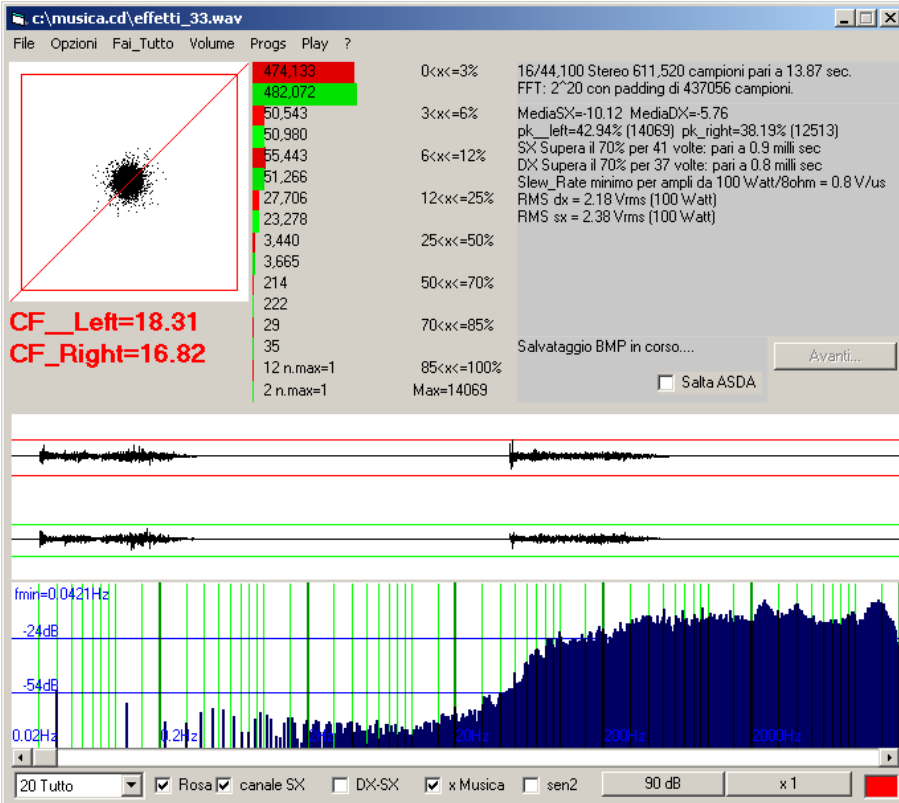 c:\musica.cd\effetti_33.wav
File Opzioni Fai_Tutto Volume Progs Play ?
474,133 0<x<=3%
482,072
50,543 3<x<=6%
50,980
55,443 6<x<=12%
51,266
27,706 12<x<=25%
23,278
3,440 25<x<=50%
3,665
214 50<x<=70%
222
29 70<x<=85%
35
12 n.max=1 85<x<=100%
2 n.max=1 Max=14069
CF__Left=18.31
CF_Right=16.82
16/44,100 Stereo 611,520 campioni pari a 13.87 sec.
FFT: 2^20 con padding di 437056 campioni.
MediaSX=-10.12 MediaDX=-5.76
pk__left=42.94% (14069) pk_right=38.19% (12513)
SX Supera il 70% per 41 volte: pari a 0.9 milli sec
DX Supera il 70% per 37 volte: pari a 0.8 milli sec
Slew_Rate minimo per ampli da 100 Watt/8ohm = 0.8 V/us
RMS dx = 2.18 Vrms (100 Watt)
RMS sx = 2.38 Vrms (100 Watt)
Salvataggio BMP in corso....
Avanti...
Salta ASDA
fmin=0.0421Hz
-24dB
-54dB
0.02Hz 0.2Hz 2Hz 20Hz 200Hz 2000Hz
20 Tutto Rosa canale SX DX-SX x Musica sen2 90 dB x 1